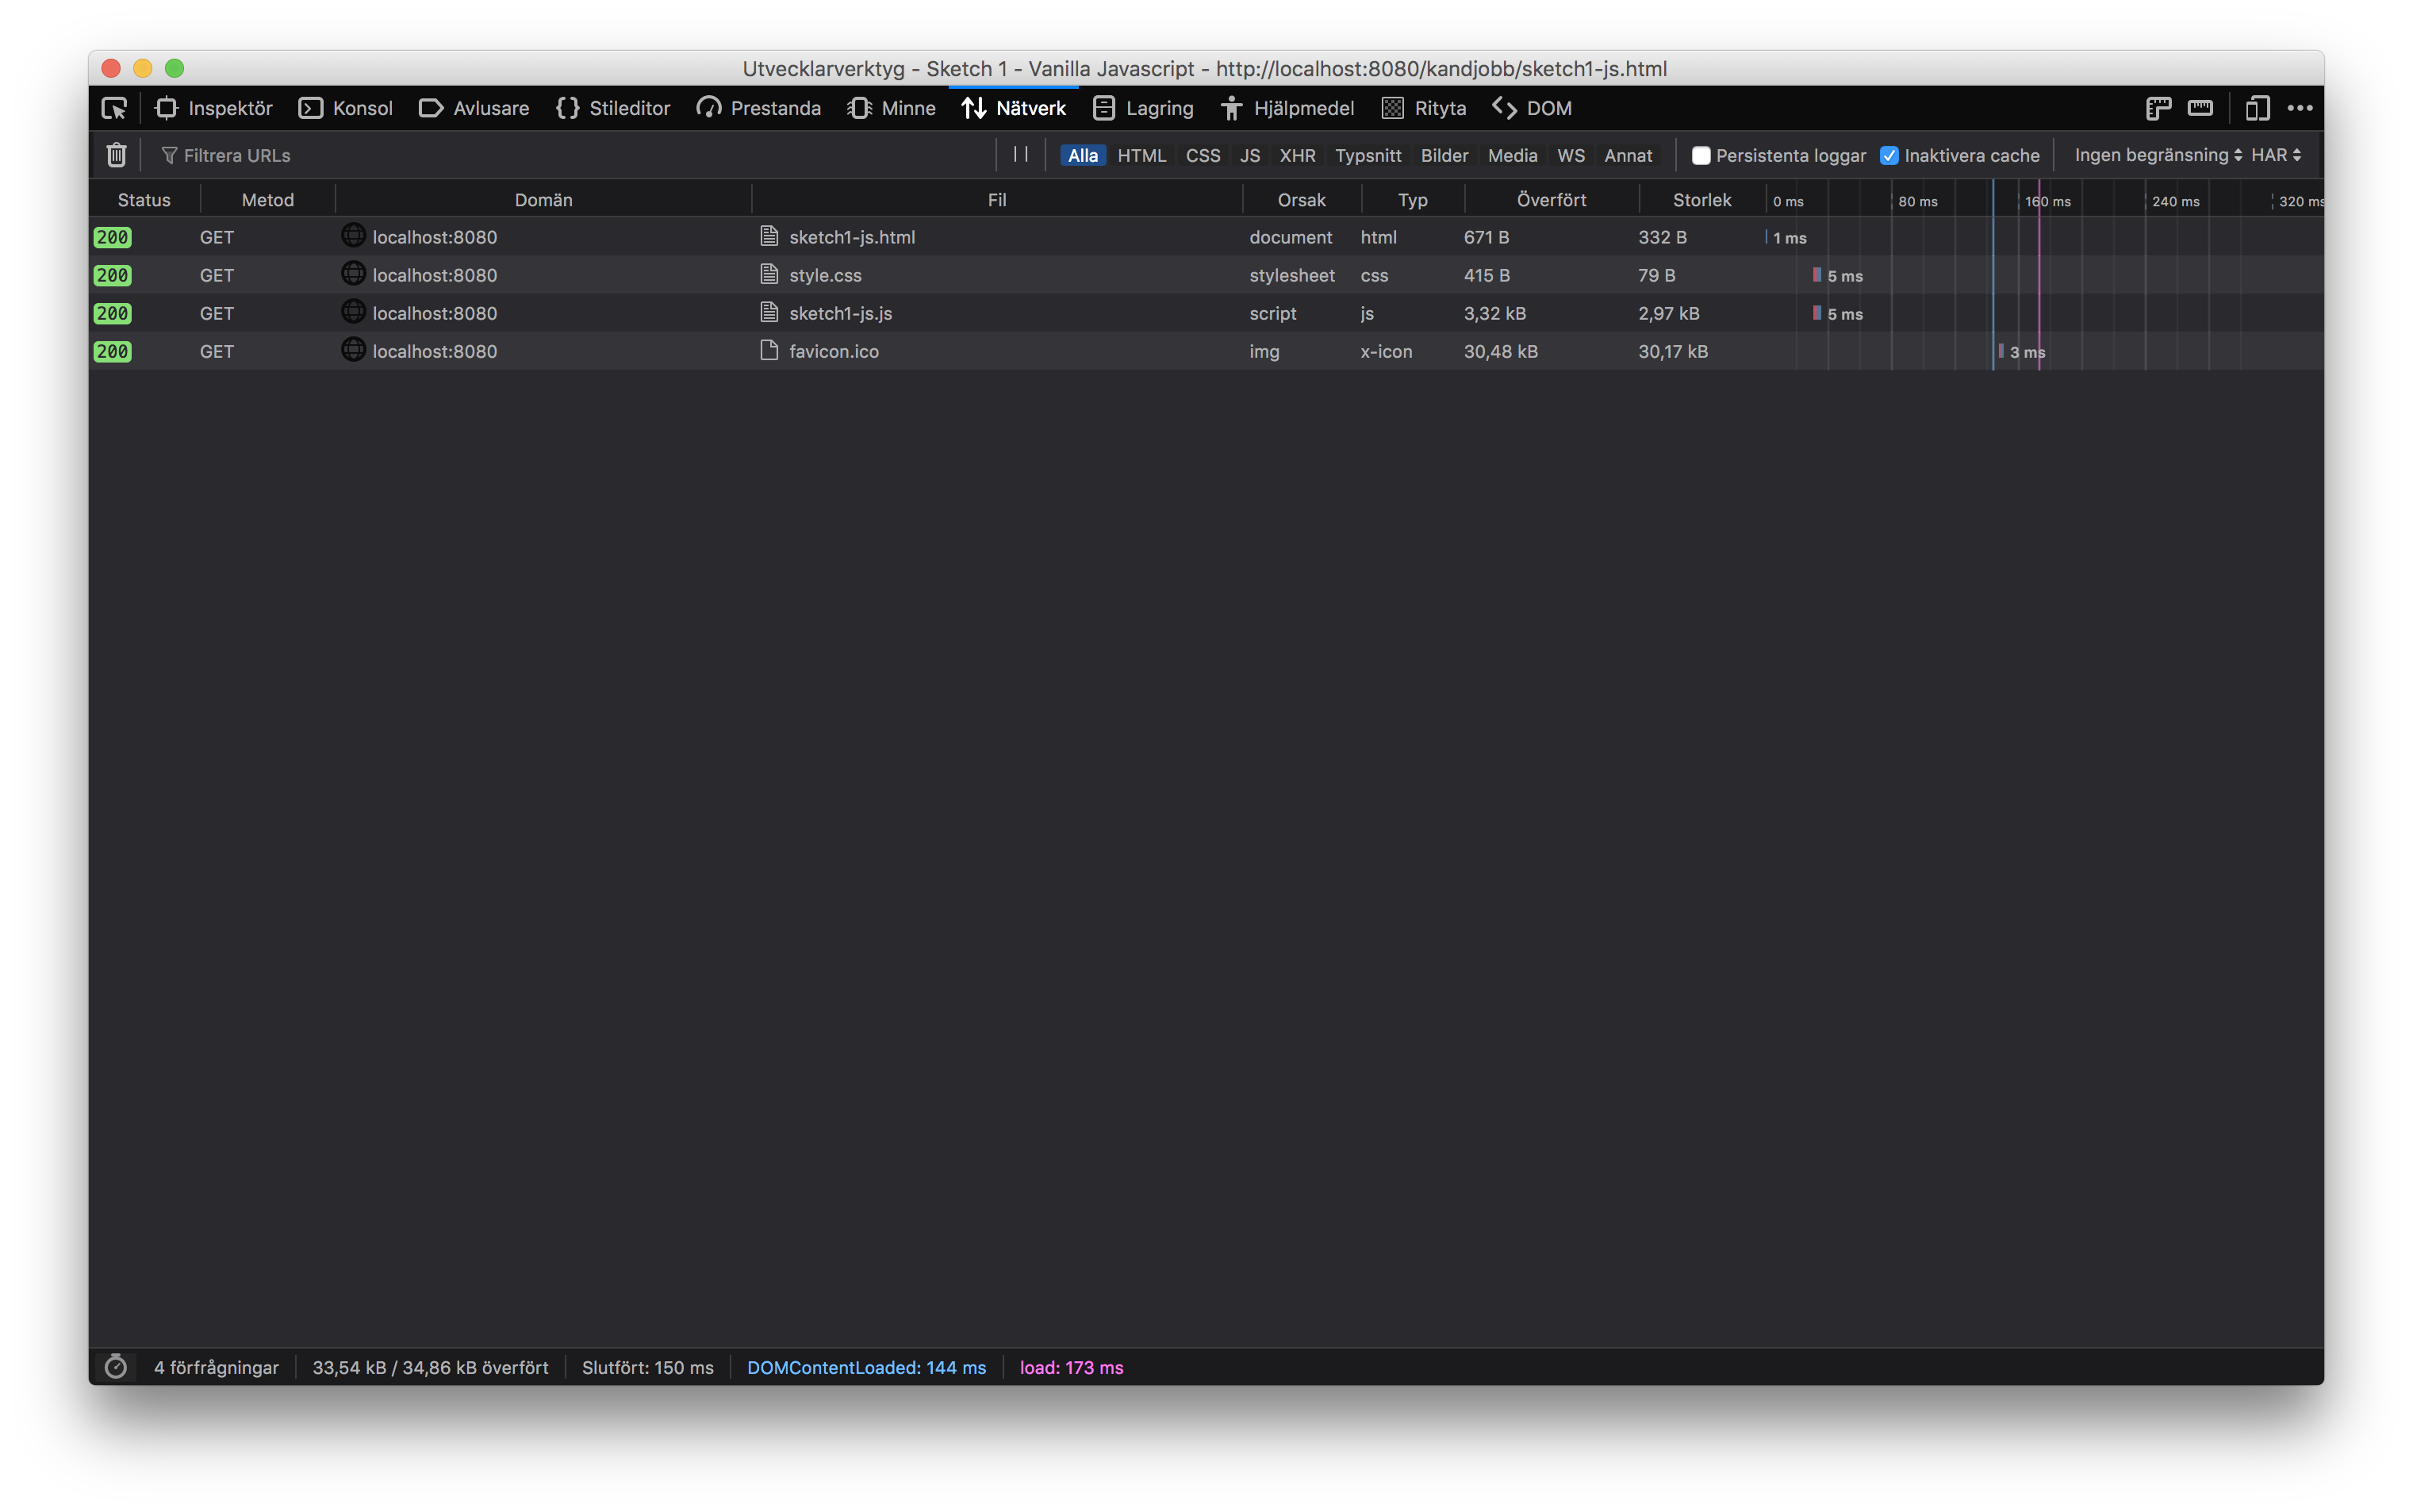 Utvecklarverktyg - Sketch 1 - Vanilla Javascript - http://localhost:8080/kandjobb/sketch1-js.html
Inspektör Konsol Avlusare Stileditor Prestanda Minne Nätverk Lagring Hjälpmedel Rityta DOM
Filtrera URLs Alla HTML CSS JS XHR Typsnitt Bilder Media WS Annat Persistenta loggar Inaktivera cache Ingen begränsning HAR
Status Metod Domän Fil Orsak Typ Överfört Storlek 0 ms 80 ms 160 ms 240 ms 320 ms
200 GET localhost:8080 sketch1-js.html document html 671 B 332 B 1 ms
200 GET localhost:8080 style.css stylesheet css 415 B 79 B 5 ms
200 GET localhost:8080 sketch1-js.js script js 3,32 kB 2,97 kB 5 ms
200 GET localhost:8080 favicon.ico img x-icon 30,48 kB 30,17 kB 3 ms
4 förfrågningar 33,54 kB / 34,86 kB överfört Slutfört: 150 ms DOMContentLoaded: 144 ms load: 173 ms